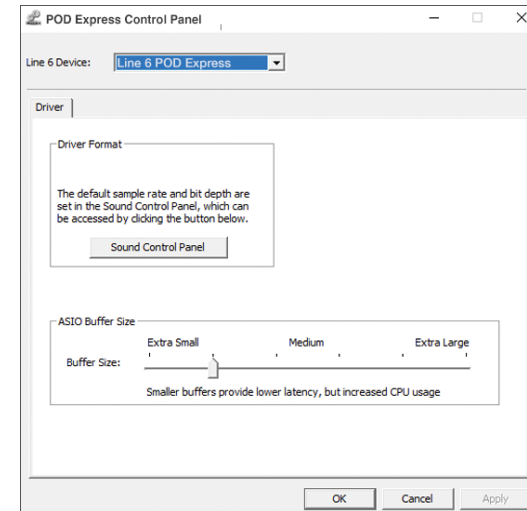 POD Express Control Panel
Line 6 Device: Line 6 POD Express
Driver
Driver Format
The default sample rate and bit depth are
set in the Sound Control Panel, which can
be accessed by clicking the button below.
Sound Control Panel
ASIO Buffer Size
Extra Small Medium Extra Large
Buffer Size:
Smaller buffers provide lower latency, but increased CPU usage
OK Cancel Apply